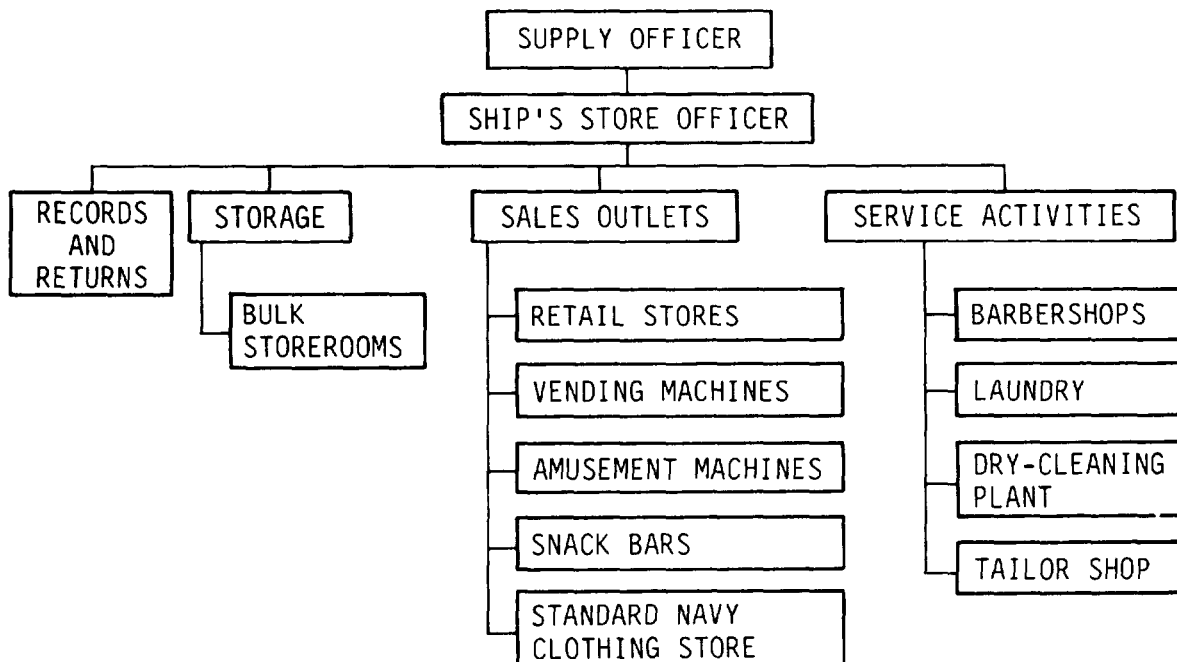 SUPPLY OFFICER
SHIP'S STORE OFFICER
RECORDS
AND
RETURNS
STORAGE
BULK
STOREROOMS
SALES OUTLETS
RETAIL STORES
VENDING MACHINES
AMUSEMENT MACHINES
SNACK BARS
STANDARD NAVY
CLOTHING STORE
SERVICE ACTIVITIES
BARBERSHOPS
LAUNDRY
DRY-CLEANING
PLANT
TAILOR SHOP